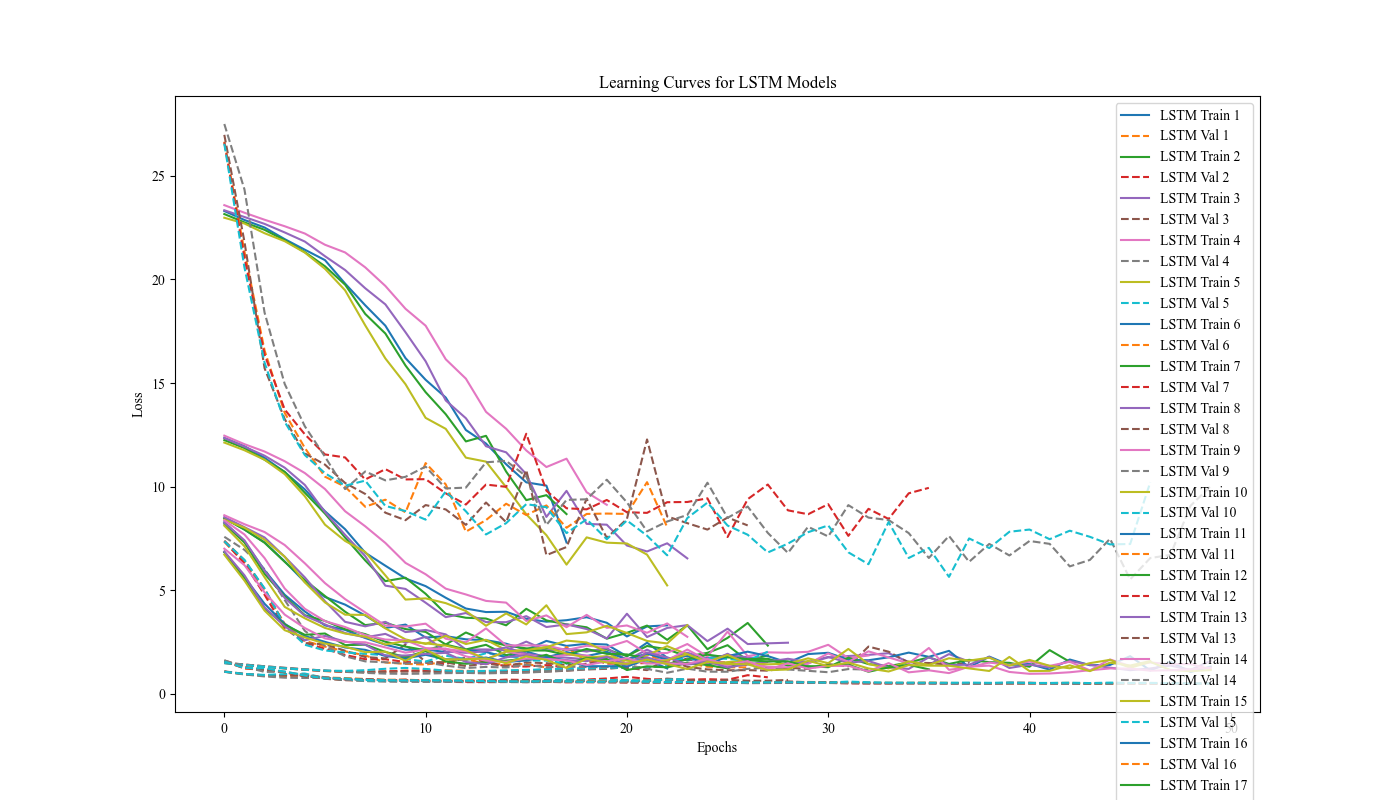 Learning Curves for LSTM Models
Loss
25
20
15
10
5
0
0
10
20
30
40
50
Epochs
LSTM Train 1
LSTM Val 1
LSTM Train 2
LSTM Val 2
LSTM Train 3
LSTM Val 3
LSTM Train 4
LSTM Val 4
LSTM Train 5
LSTM Val 5
LSTM Train 6
LSTM Val 6
LSTM Train 7
LSTM Val 7
LSTM Train 8
LSTM Val 8
LSTM Train 9
LSTM Val 9
LSTM Train 10
LSTM Val 10
LSTM Train 11
LSTM Val 11
LSTM Train 12
LSTM Val 12
LSTM Train 13
LSTM Val 13
LSTM Train 14
LSTM Val 14
LSTM Train 15
LSTM Val 15
LSTM Train 16
LSTM Val 16
LSTM Train 17